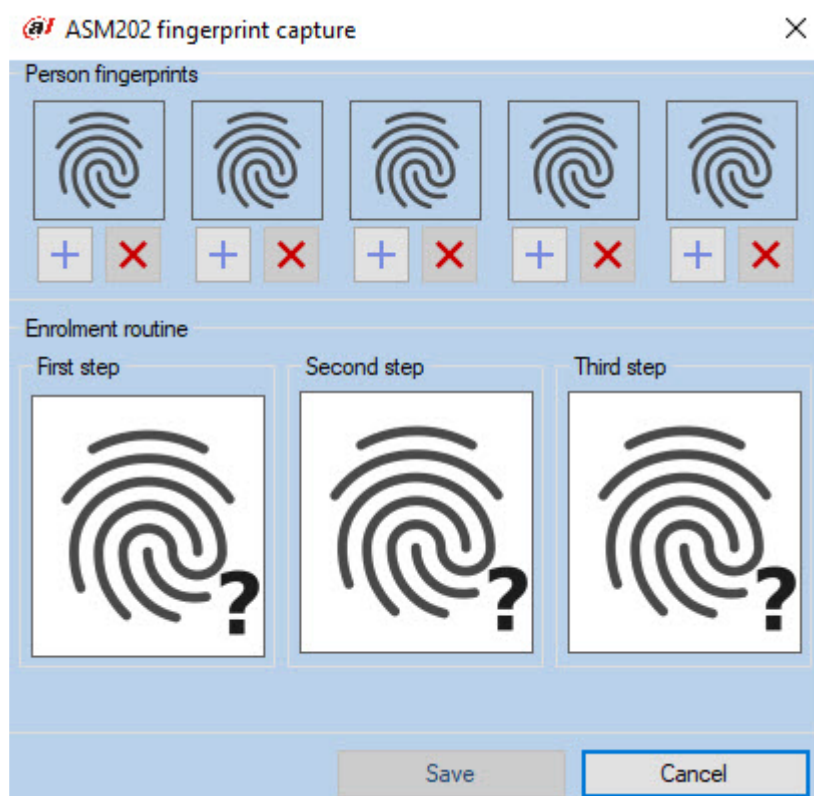 ASM202 fingerprint capture
Person fingerprints
Enrolment routine
First step Second step Third step
? ? ?
Save Cancel